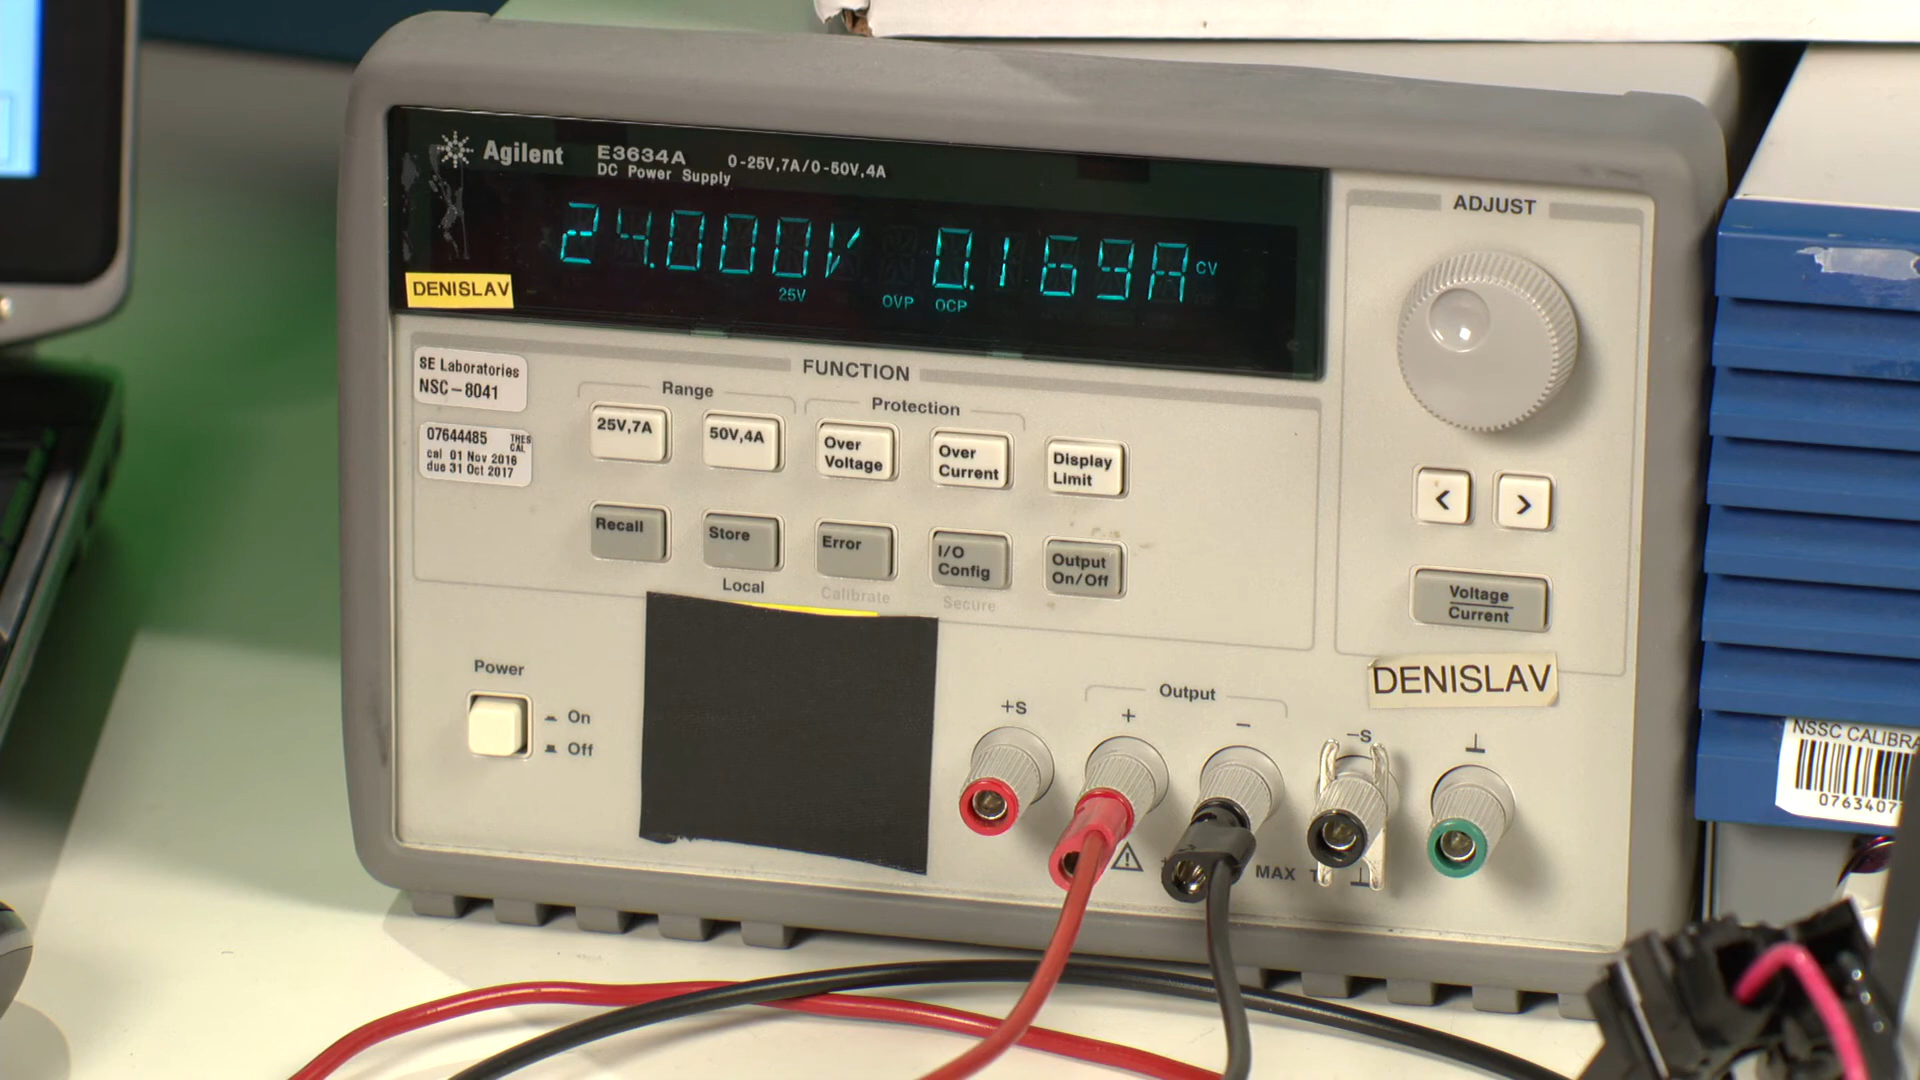 Agilent
E3634A
0-25V,7A/0-50V,4A
DC Power Supply
24.000V 0.169A CV
25V OVP OCP
DENISLAV
ADJUST
SE Laboratories
NSC-8041
FUNCTION
Range
Protection
25V,7A
50V,4A
Over
Voltage
Over
Current
Display
Limit
07644485
THES
CAL
cal 01 Nov 2016
due 31 Oct 2017
< >
Recall
Store
Error
I/O
Config
Output
On/Off
Local
Calibrate
Secure
Voltage
Current
Power
On
Off
DENISLAV
Output
+S
+
-
-S
MAX
NSSC CALIBRA
0763407